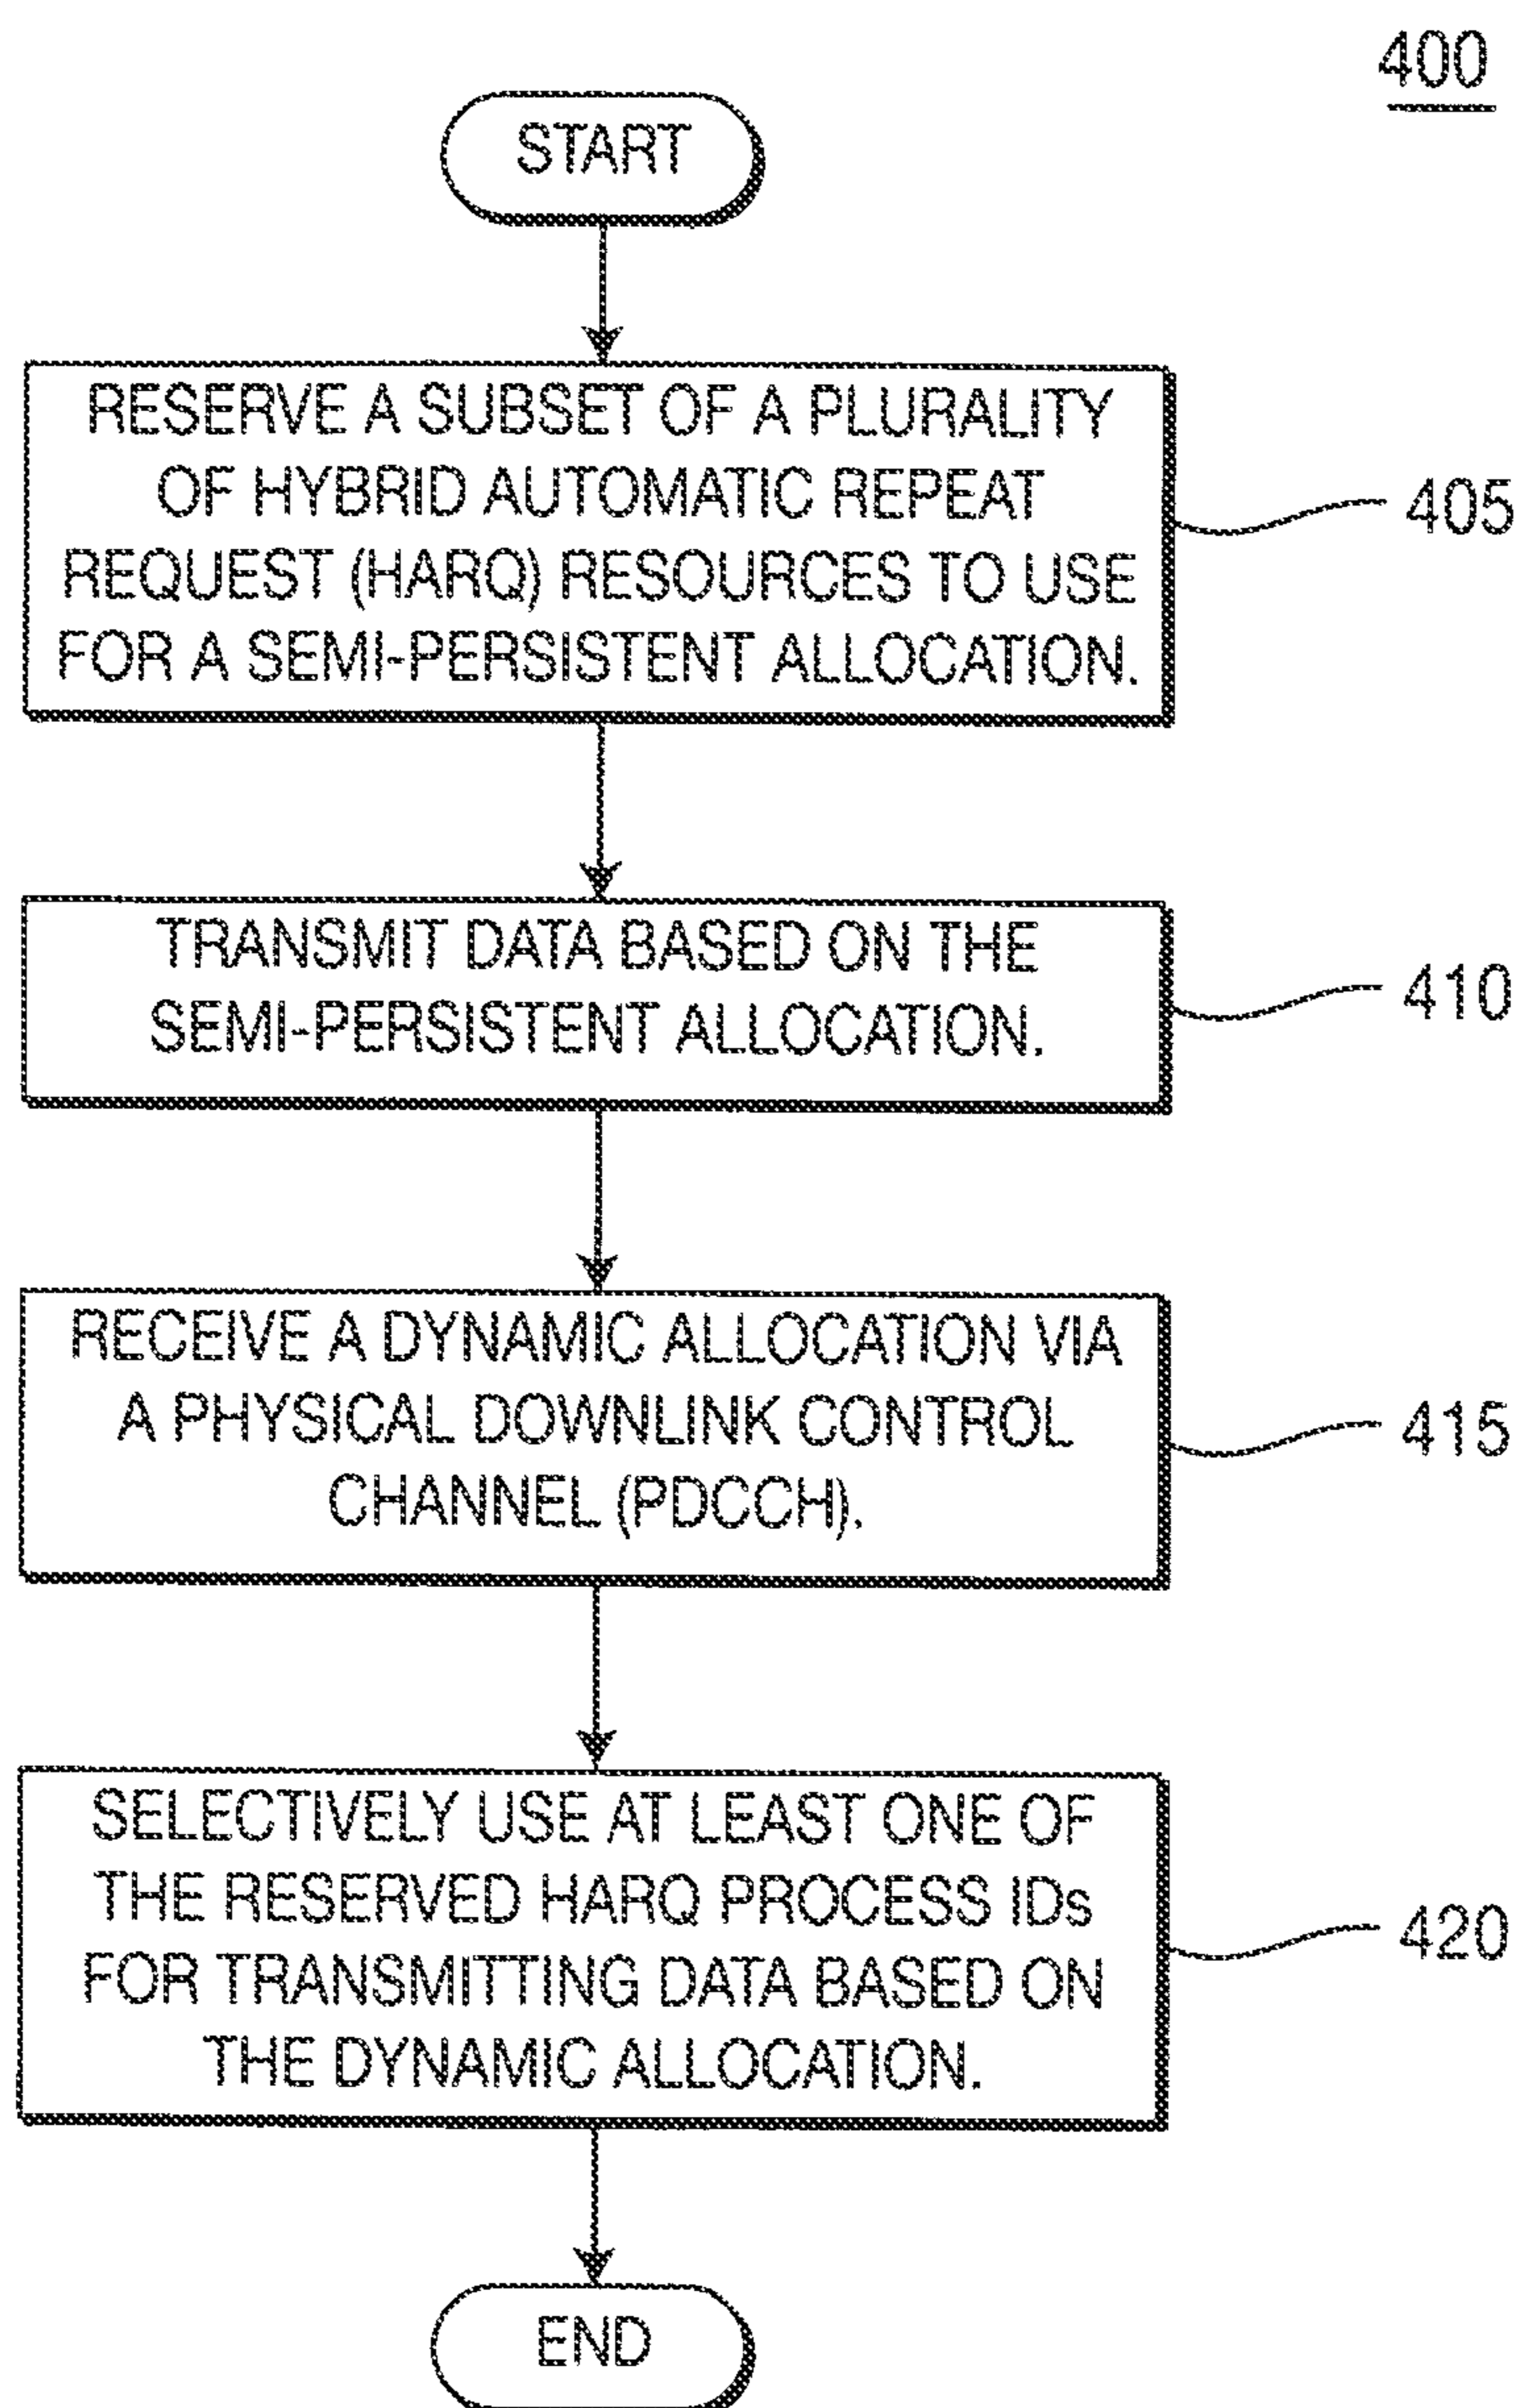 400
START
RESERVE A SUBSET OF A PLURALITY
OF HYBRID AUTOMATIC REPEAT
REQUEST (HARQ) RESOURCES TO USE
FOR A SEMI-PERSISTENT ALLOCATION.
405
TRANSMIT DATA BASED ON THE
SEMI-PERSISTENT ALLOCATION.
410
RECEIVE A DYNAMIC ALLOCATION VIA
A PHYSICAL DOWNLINK CONTROL
CHANNEL (PDCCH).
415
SELECTIVELY USE AT LEAST ONE OF
THE RESERVED HARQ PROCESS IDs
FOR TRANSMITTING DATA BASED ON
THE DYNAMIC ALLOCATION.
420
END